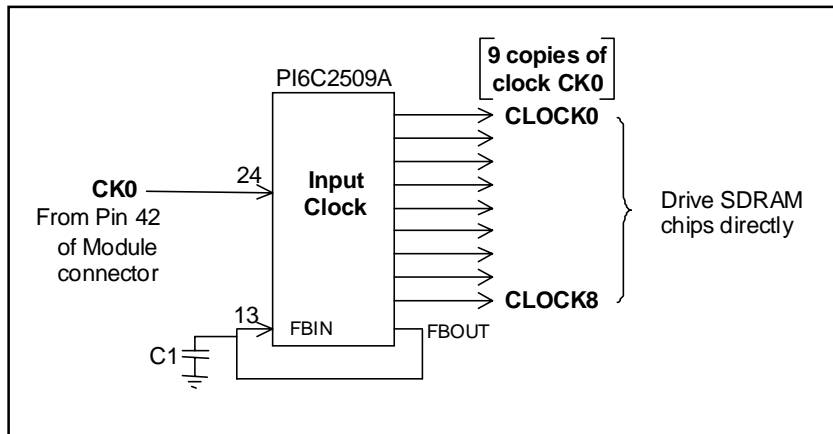 9 copies of
clock CK0
PI6C2509A
CLOCK0
24
CK0
Input
Clock
From Pin 42
of Module
connector
Drive SDRAM
chips directly
CLOCK8
13
FBIN
FBOUT
C1